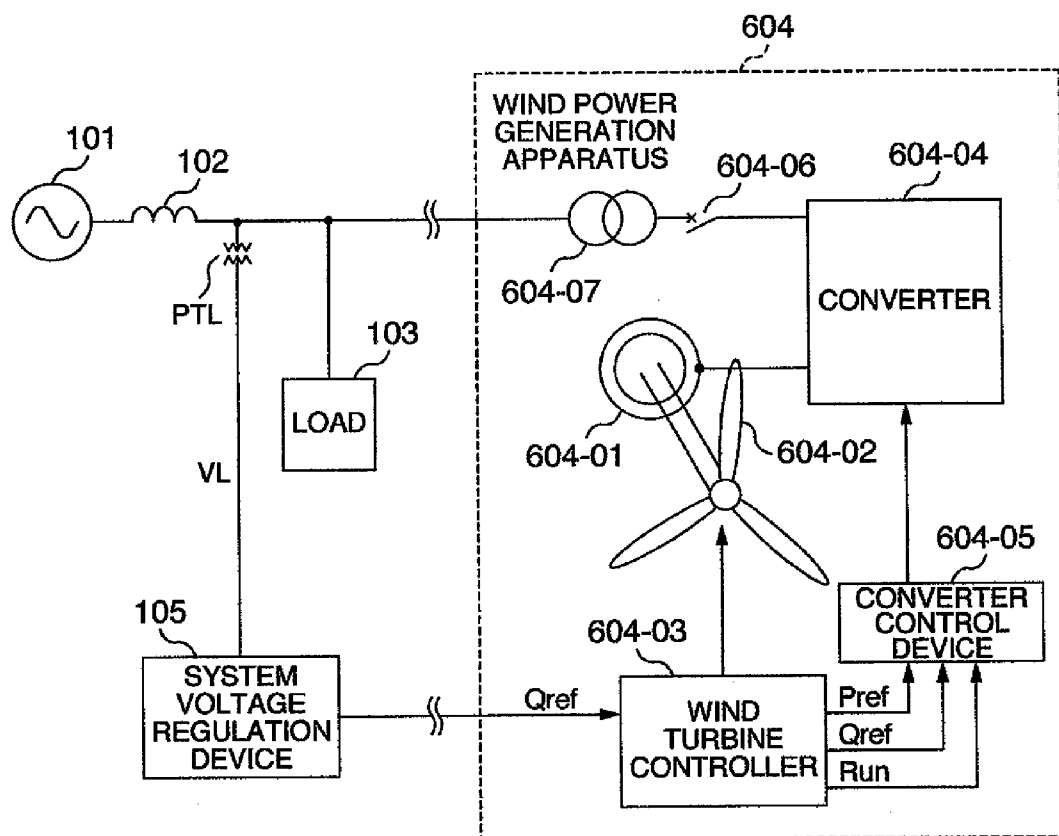 604
WIND POWER
GENERATION
APPARATUS
101
102
604-06
604-04
PTL
604-07
CONVERTER
103
LOAD
604-01
604-02
VL
604-05
CONVERTER
CONTROL
DEVICE
105
604-03
SYSTEM
VOLTAGE
REGULATION
DEVICE
Qref
WIND
TURBINE
CONTROLLER
Pref
Qref
Run